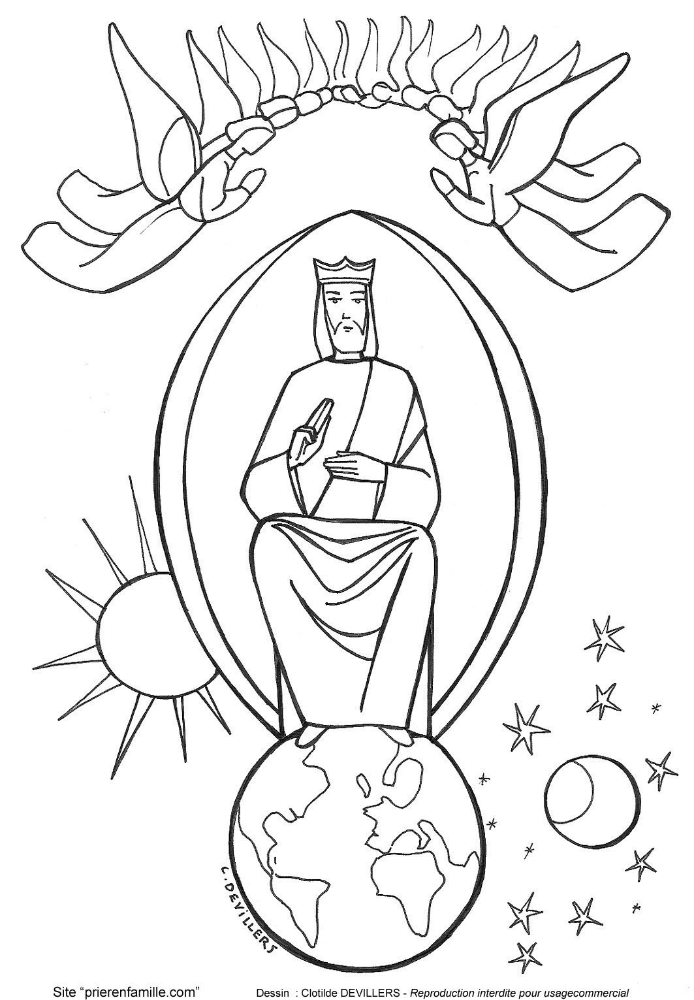 C. DEVILLERS
Site “prierenfamille.com”
Dessin : Clotilde DEVILLERS - Reproduction interdite pour usagecommercial